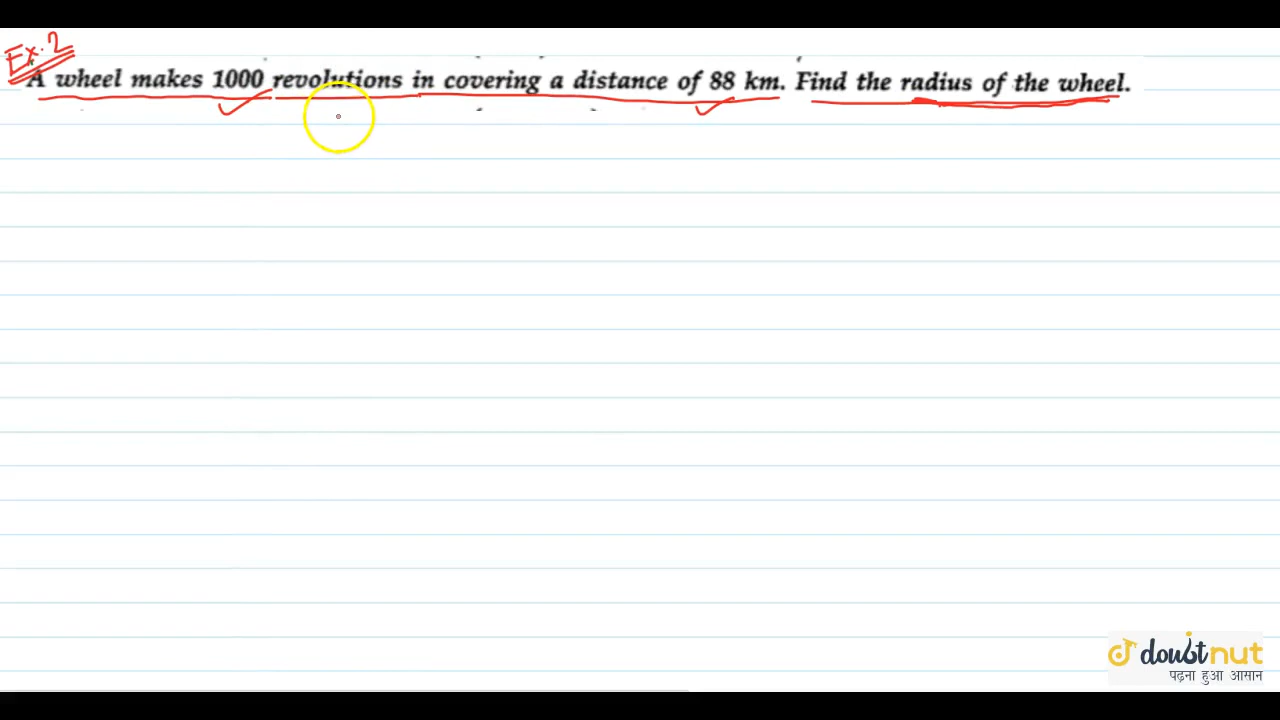 Ex. 2
A wheel makes 1000 revolutions in covering a distance of 88 km. Find the radius of the wheel.
doubtnut
पढ़ना हुआ आसान